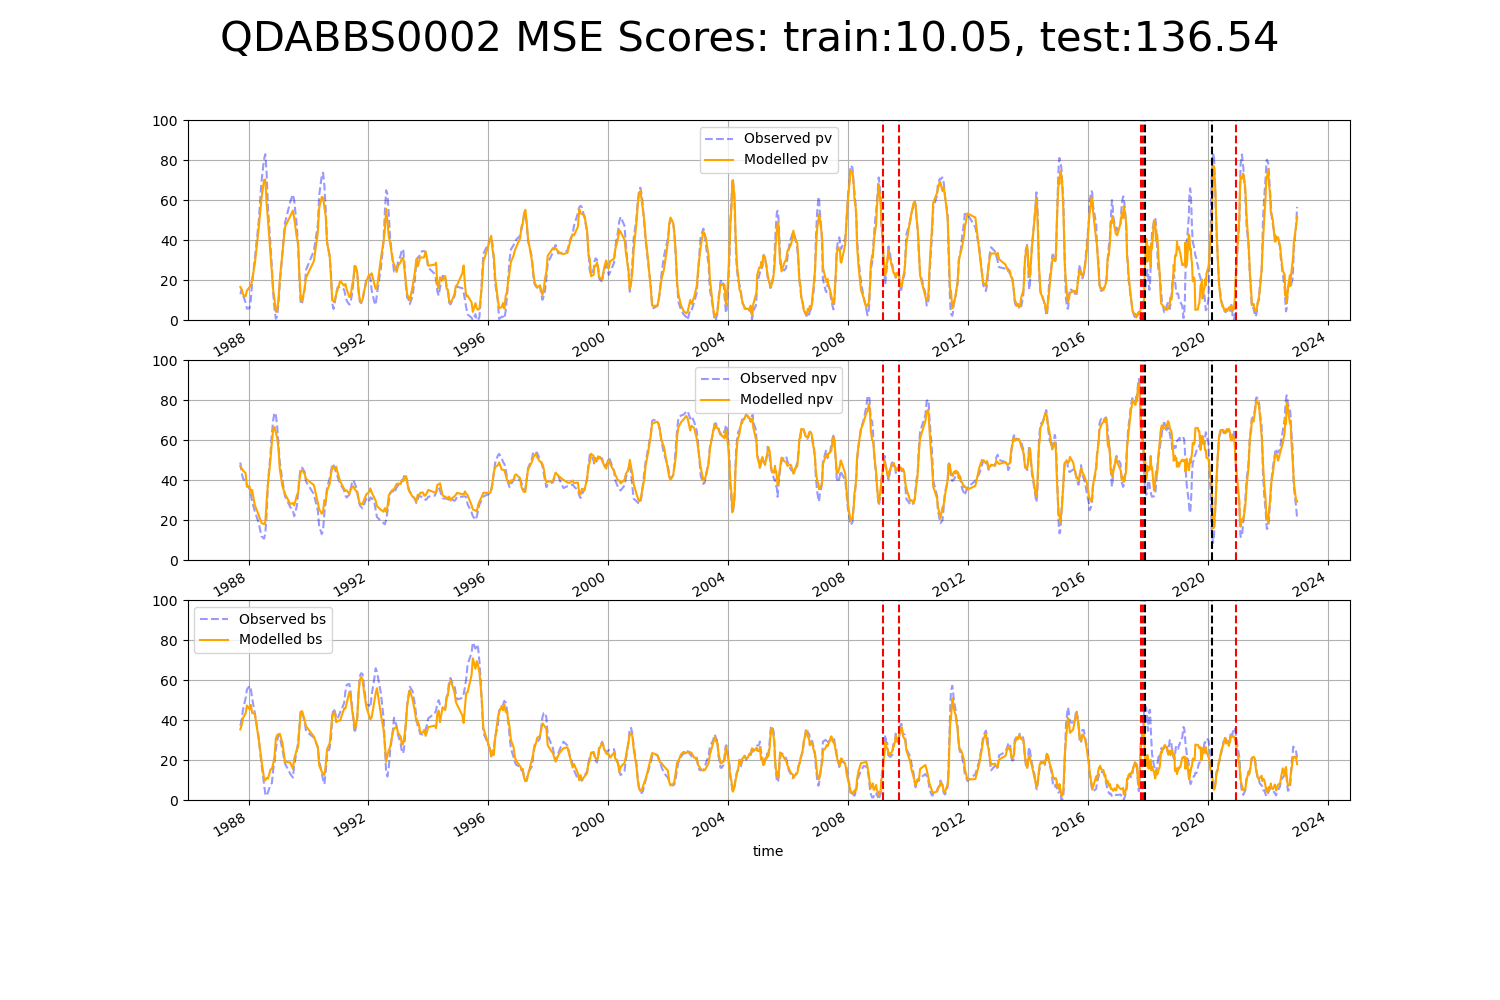 QDABBS0002 MSE Scores: train:10.05, test:136.54
100
80
60
40
20
0
Observed pv
Modelled pv
1988 1992 1996 2000 2004 2008 2012 2016 2020 2024
100
80
60
40
20
0
Observed npv
Modelled npv
1988 1992 1996 2000 2004 2008 2012 2016 2020 2024
100
80
60
40
20
0
Observed bs
Modelled bs
1988 1992 1996 2000 2004 2008 2012 2016 2020 2024
time